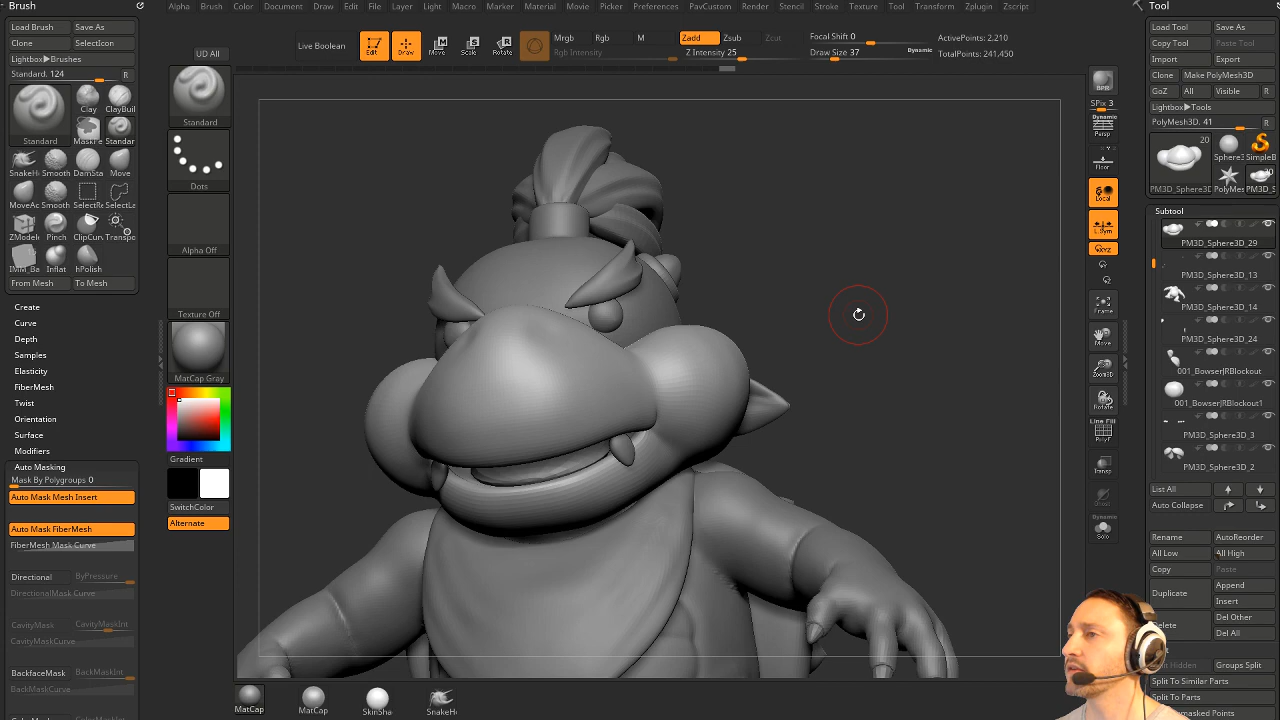 Alpha Brush Color Document Draw Edit File Layer Light Macro Marker Material Movie Picker Preferences PavCustom Render Stencil Stroke Texture Tool Transform Zplugin Zscript
Brush
Load Brush Save As
Clone SelectIcon
Lightbox▶Brushes
Standard. 124 R
Standard
Clay ClayBuil
MaskPe Standar
SnakeHo Smooth DamSta Move
MoveAc Smooth SelectRe SelectLa
ZModele Pinch ClipCurv Transpo
IMM_Ba Inflat hPolish
From Mesh To Mesh
Create
Curve
Depth
Samples
Elasticity
FiberMesh
Twist
Orientation
Surface
Modifiers
Auto Masking
Mask By Polygroups 0
Auto Mask Mesh Insert
Auto Mask FiberMesh
FiberMesh Mask Curve
Directional ByPressure
DirectionalMask Curve
CavityMask CavityMaskInt
CavityMaskCurve
BackfaceMask BackMaskInt
BackMaskCurve
UD All
Standard
Dots
Alpha Off
Texture Off
MatCap Gray
Gradient
SwitchColor
Alternate
Live Boolean
Edit
Draw
Move
Scale
Rotate
Mrgb Rgb M
Rgb Intensity
Zadd Zsub Zcut
Z Intensity 25
Focal Shift 0
Draw Size 37
Dynamic
ActivePoints: 2,210
TotalPoints: 241,450
BPR
SPix 3
Dynamic
Persp
Floor
Local
L.Sym
XYZ
Frame
Move
Zoom3D
Rotate
Line Fill
PolyF
Transp
Dynamic
Solo
MatCap MatCap SkinSha SnakeHo
Tool
Load Tool Save As
Copy Tool Paste Tool
Import Export
Clone Make PolyMesh3D
GoZ All Visible R
Lightbox▶Tools
PolyMesh3D. 41 R
20
Sphere3 SimpleB
PM3D_Sphere3D PolyMes PM3D_S
Subtool
PM3D_Sphere3D_29
PM3D_Sphere3D_13
PM3D_Sphere3D_14
PM3D_Sphere3D_24
001_BowserJRBlockout
001_BowserJRBlockout1
PM3D_Sphere3D_3
PM3D_Sphere3D_2
List All
Auto Collapse
Rename AutoReorder
All Low All High
Copy Paste
Duplicate Append
Insert
Del Other
Del All
Groups Split
Split To Similar Parts
Split To Parts